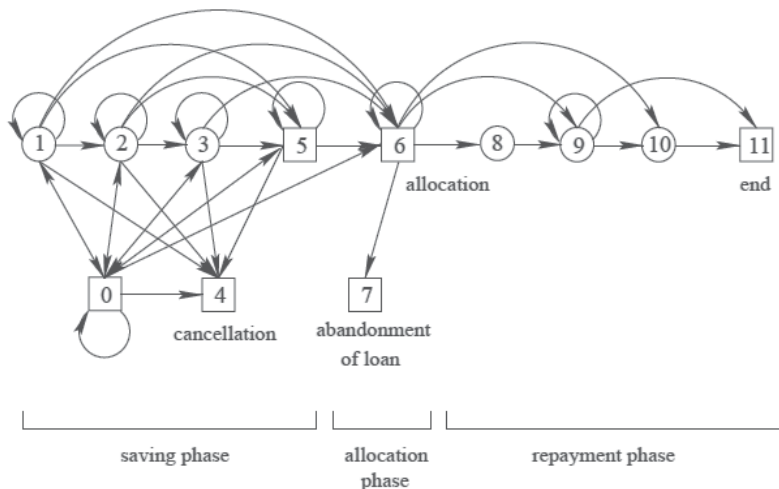 1 2 3 5 6 8 9 10 11
allocation end
0 4 7
cancellation abandonment
of loan
saving phase allocation repayment phase
phase